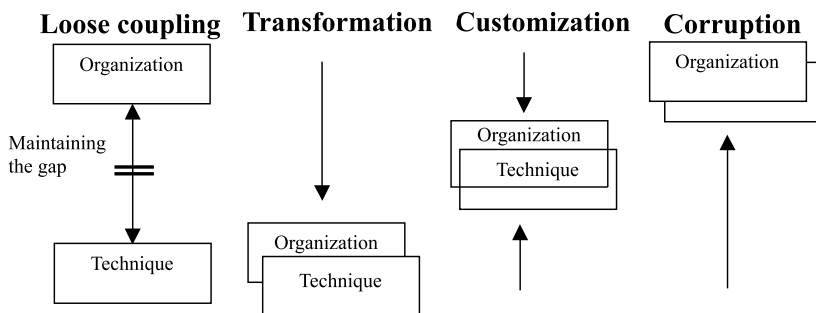 Loose coupling
Organization
Maintaining
the gap
Technique
Transformation
Organization
Technique
Customization
Organization
Technique
Corruption
Organization